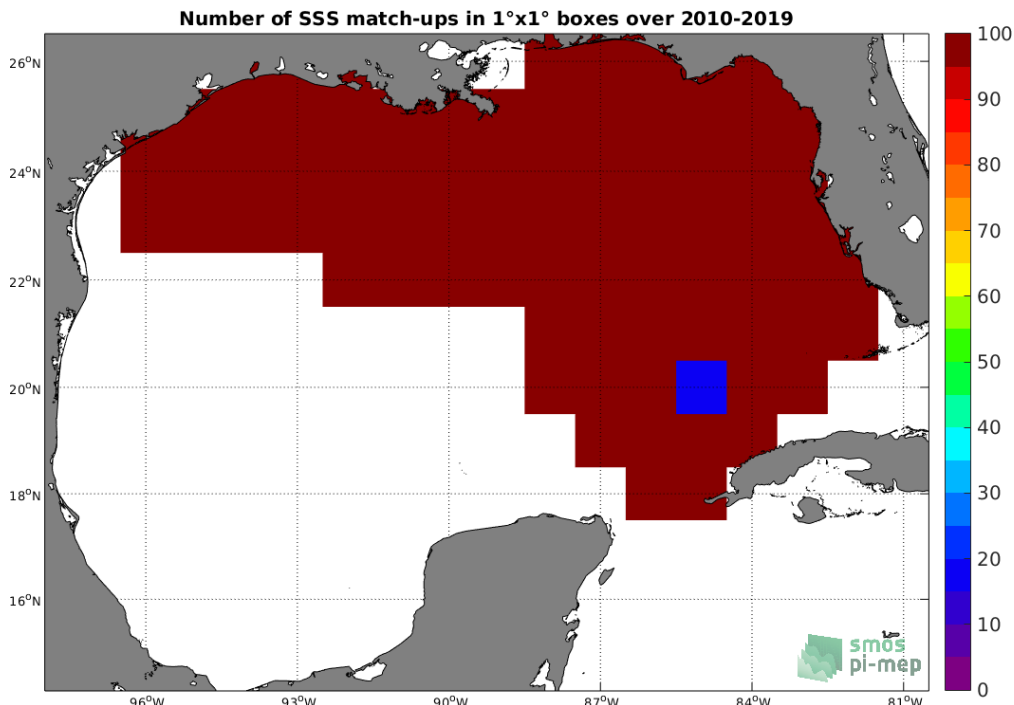 Number of SSS match-ups in 1°x1° boxes over 2010-2019
26°N
24°N
22°N
20°N
18°N
16°N
96°W
93°W
90°W
87°W
84°W
81°W
100
90
80
70
60
50
40
30
20
10
0
smos
pi-mep